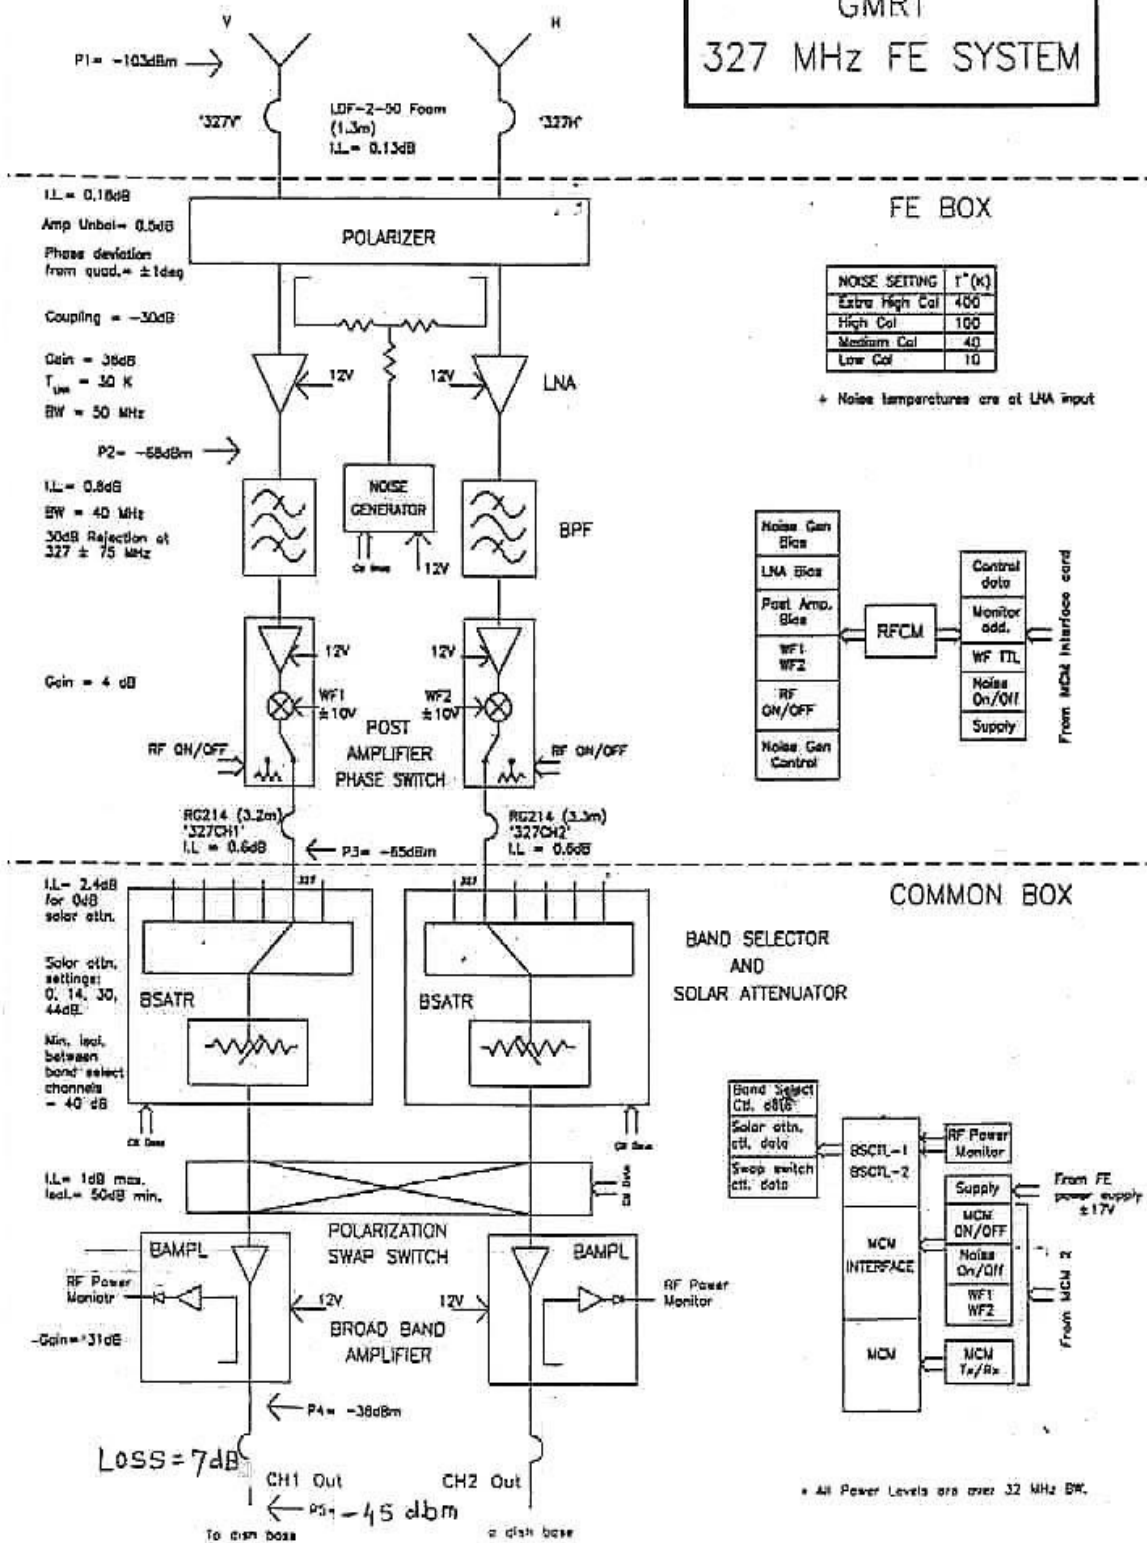 GMRT
327 MHz FE SYSTEM
V
H
P1= -103dBm
"327V"
LDF-2-50 Foam
(1.3m)
I.L= 0.13dB
"327H"
I.L= 0.16dB
Amp Unbal= 0.5dB
Phase deviation
from quad.= ±1deg
Coupling = -30dB
POLARIZER
FE BOX
NOISE SETTING T*(K)
Extra High Cal 400
High Cal 100
Medium Cal 40
Low Cal 10
* Noise temperatures are at LNA input
Gain = 36dB
T = 30 K
BW = 50 MHz
12V
12V
LNA
P2= -68dBm
I.L= 0.6dB
BW = 40 MHz
30dB Rejection at
327 ± 75 MHz
NOISE
GENERATOR
BPF
12V
Gain = 4 dB
12V
12V
WF1
±10V
WF2
±10V
RF ON/OFF
RF ON/OFF
POST
AMPLIFIER
PHASE SWITCH
Noise Gen
Bias
LNA Bias
Post Amp.
Bias
WF1
WF2
RF
ON/OFF
Noise Gen
Control
RFCM
Control
data
Monitor
add.
WF TTL
Noise
On/Off
Supply
From MCM Interface card
RG214 (3.2m)
"327CH1"
I.L = 0.6dB
P3= -65dBm
RG214 (3.3m)
"327CH2"
I.L = 0.6dB
COMMON BOX
I.L= 2.4dB
for 0dB
solar attn.
Solar attn.
settings:
0, 14, 30,
44dB.
Min. isol.
between
band select
channels
= 40 dB
327
327
BSATR
BSATR
BAND SELECTOR
AND
SOLAR ATTENUATOR
Band Select
Ctl. data
Solar attn.
ctl. data
Swap switch
ctl. data
BSCTL-1
BSCTL-2
RF Power
Monitor
Supply
From FE
power supply
±17V
MCM
INTERFACE
MCM
ON/OFF
Noise
On/Off
WF1
WF2
From MCM 2
MCM
MCM
Tx/Rx
I.L= 1dB max.
Isol.= 50dB min.
POLARIZATION
SWAP SWITCH
BAMPL
BAMPL
RF Power
Moniotr
RF Power
Monitor
12V
12V
-Gain= 31dB
BROAD BAND
AMPLIFIER
P4= -38dBm
LOSS = 7dB
CH1 Out
CH2 Out
P5= -45 dbm
To dish base
o dish base
* All Power Levels are over 32 MHz BW.